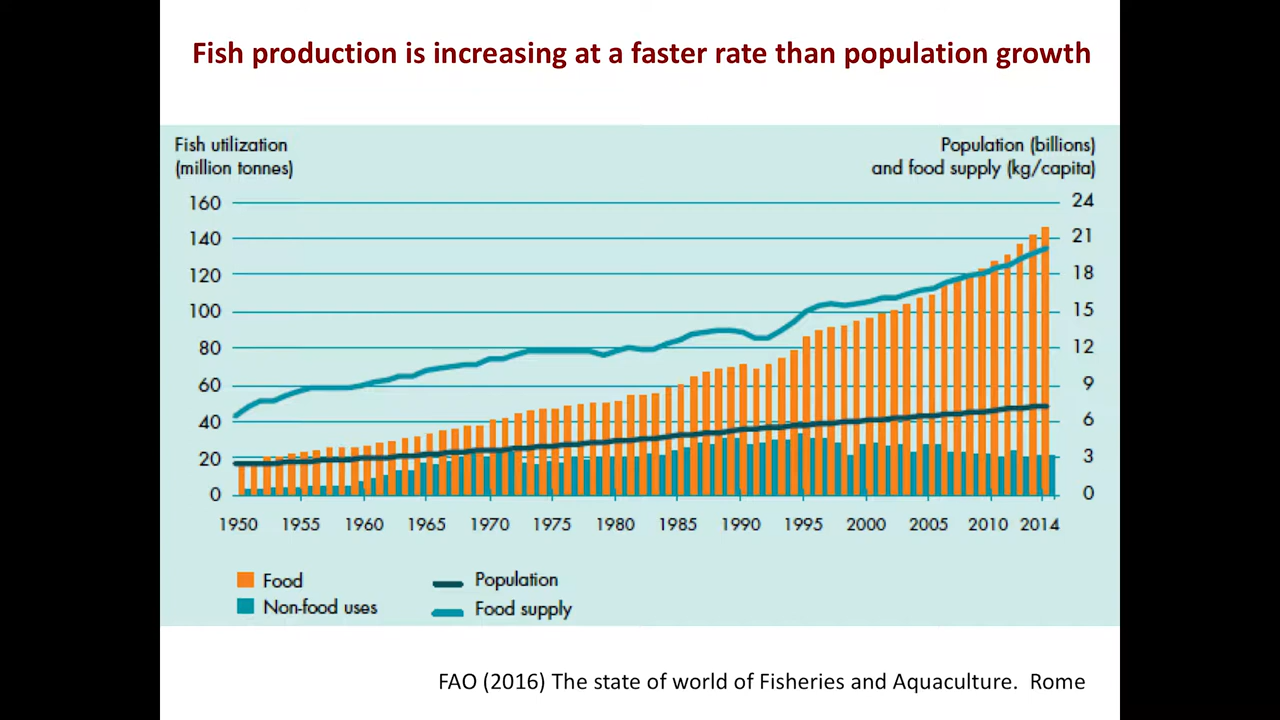 Fish production is increasing at a faster rate than population growth
Fish utilization
(million tonnes)
Population (billions)
and food supply (kg/capita)
160
140
120
100
80
60
40
20
0
24
21
18
15
12
9
6
3
0
1950 1955 1960 1965 1970 1975 1980 1985 1990 1995 2000 2005 2010 2014
Food
Population
Non-food uses
Food supply
FAO (2016) The state of world of Fisheries and Aquaculture. Rome